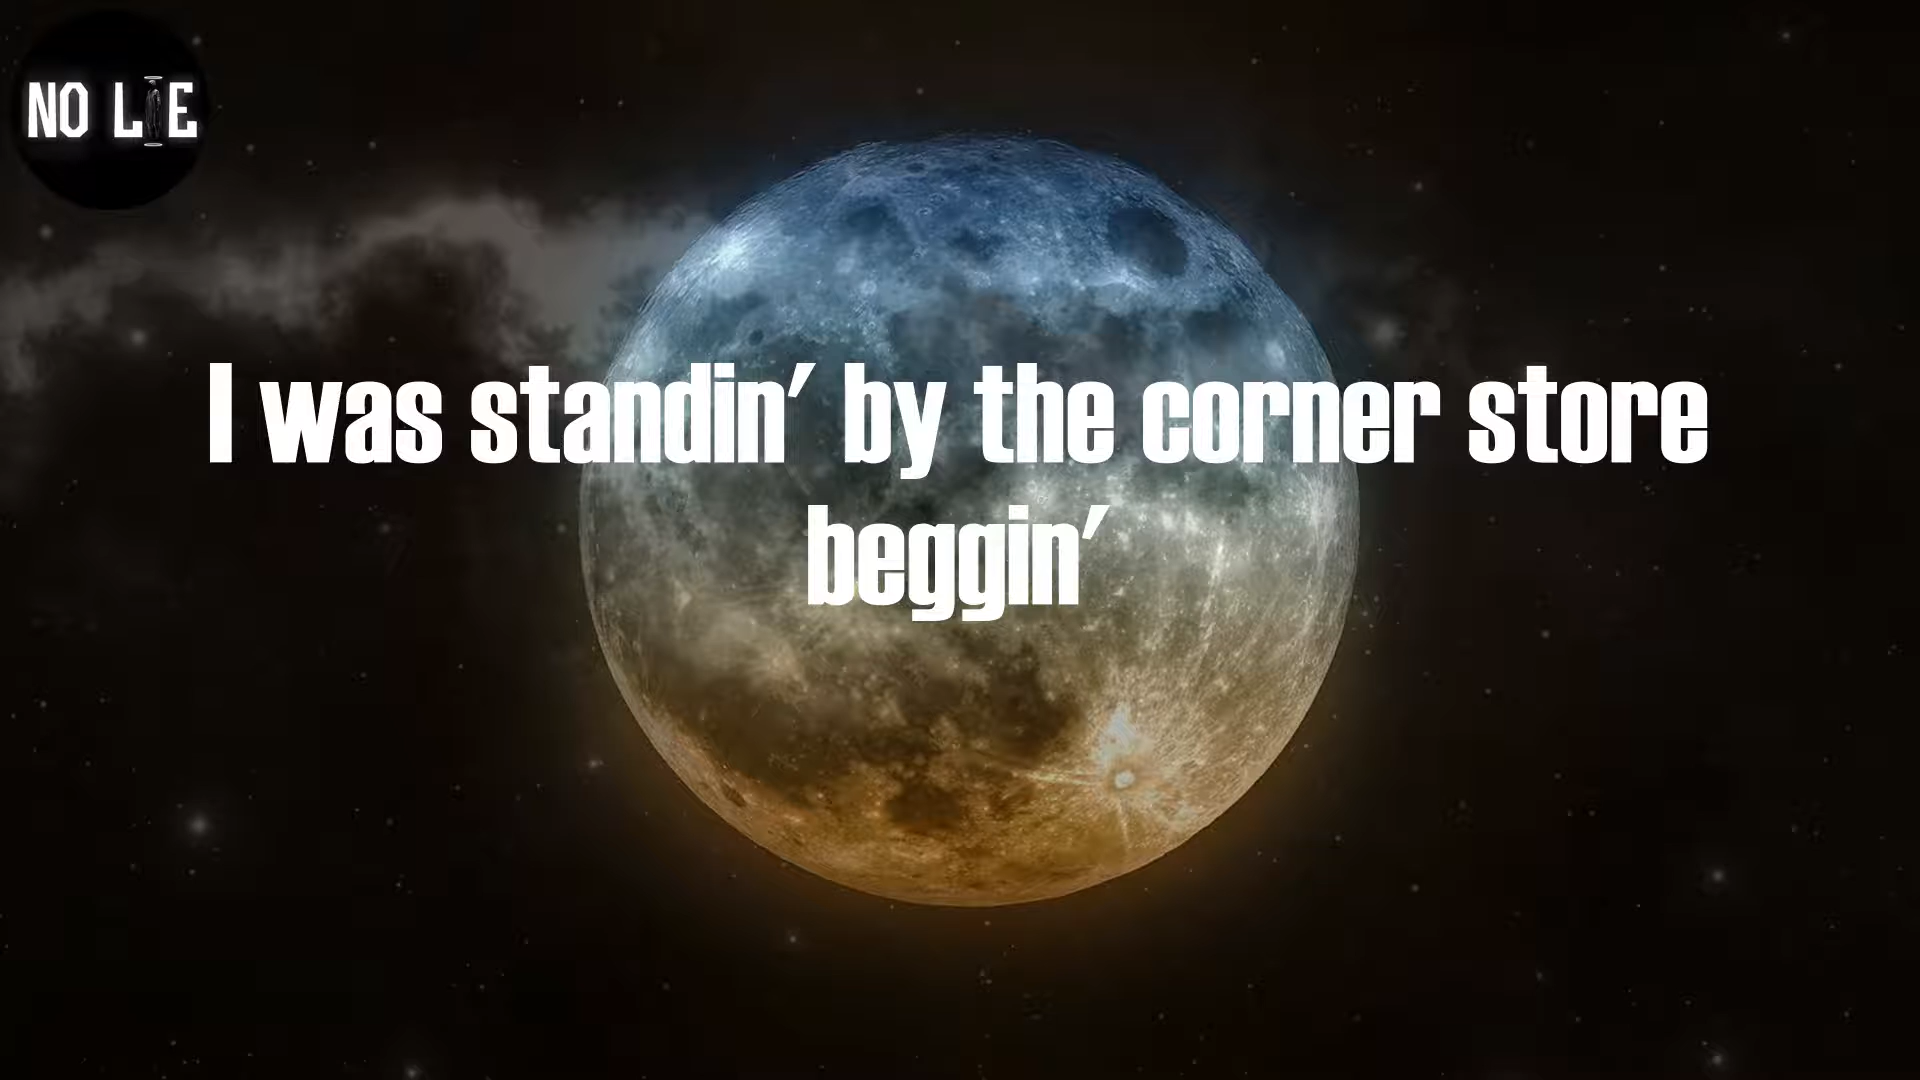 NO LIE
I was standin' by the corner store
beggin'